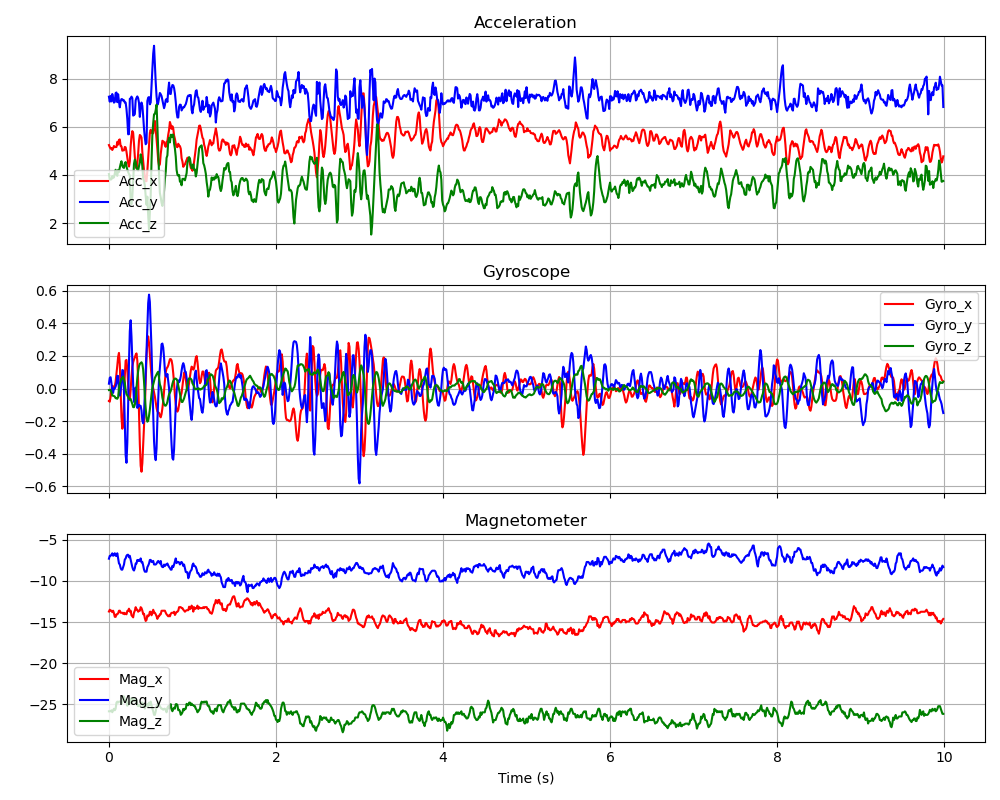 Acceleration
8
6
4
2
Acc_x
Acc_y
Acc_z
Gyroscope
0.6
0.4
0.2
0.0
−0.2
−0.4
−0.6
Gyro_x
Gyro_y
Gyro_z
Magnetometer
−5
−10
−15
−20
−25
Mag_x
Mag_y
Mag_z
0 2 4 6 8 10
Time (s)